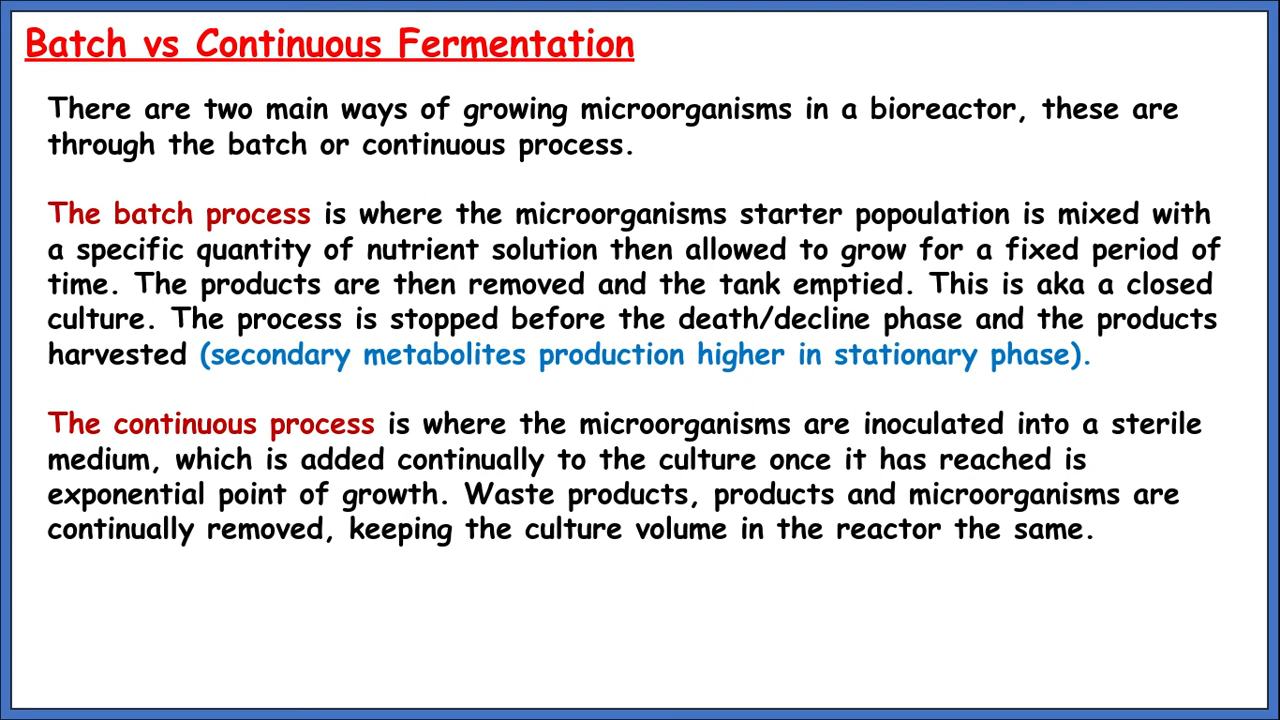 Batch vs Continuous Fermentation
There are two main ways of growing microorganisms in a bioreactor, these are
through the batch or continuous process.
The batch process is where the microorganisms starter popoulation is mixed with
a specific quantity of nutrient solution then allowed to grow for a fixed period of
time. The products are then removed and the tank emptied. This is aka a closed
culture. The process is stopped before the death/decline phase and the products
harvested (secondary metabolites production higher in stationary phase).
The continuous process is where the microorganisms are inoculated into a sterile
medium, which is added continually to the culture once it has reached is
exponential point of growth. Waste products, products and microorganisms are
continually removed, keeping the culture volume in the reactor the same.